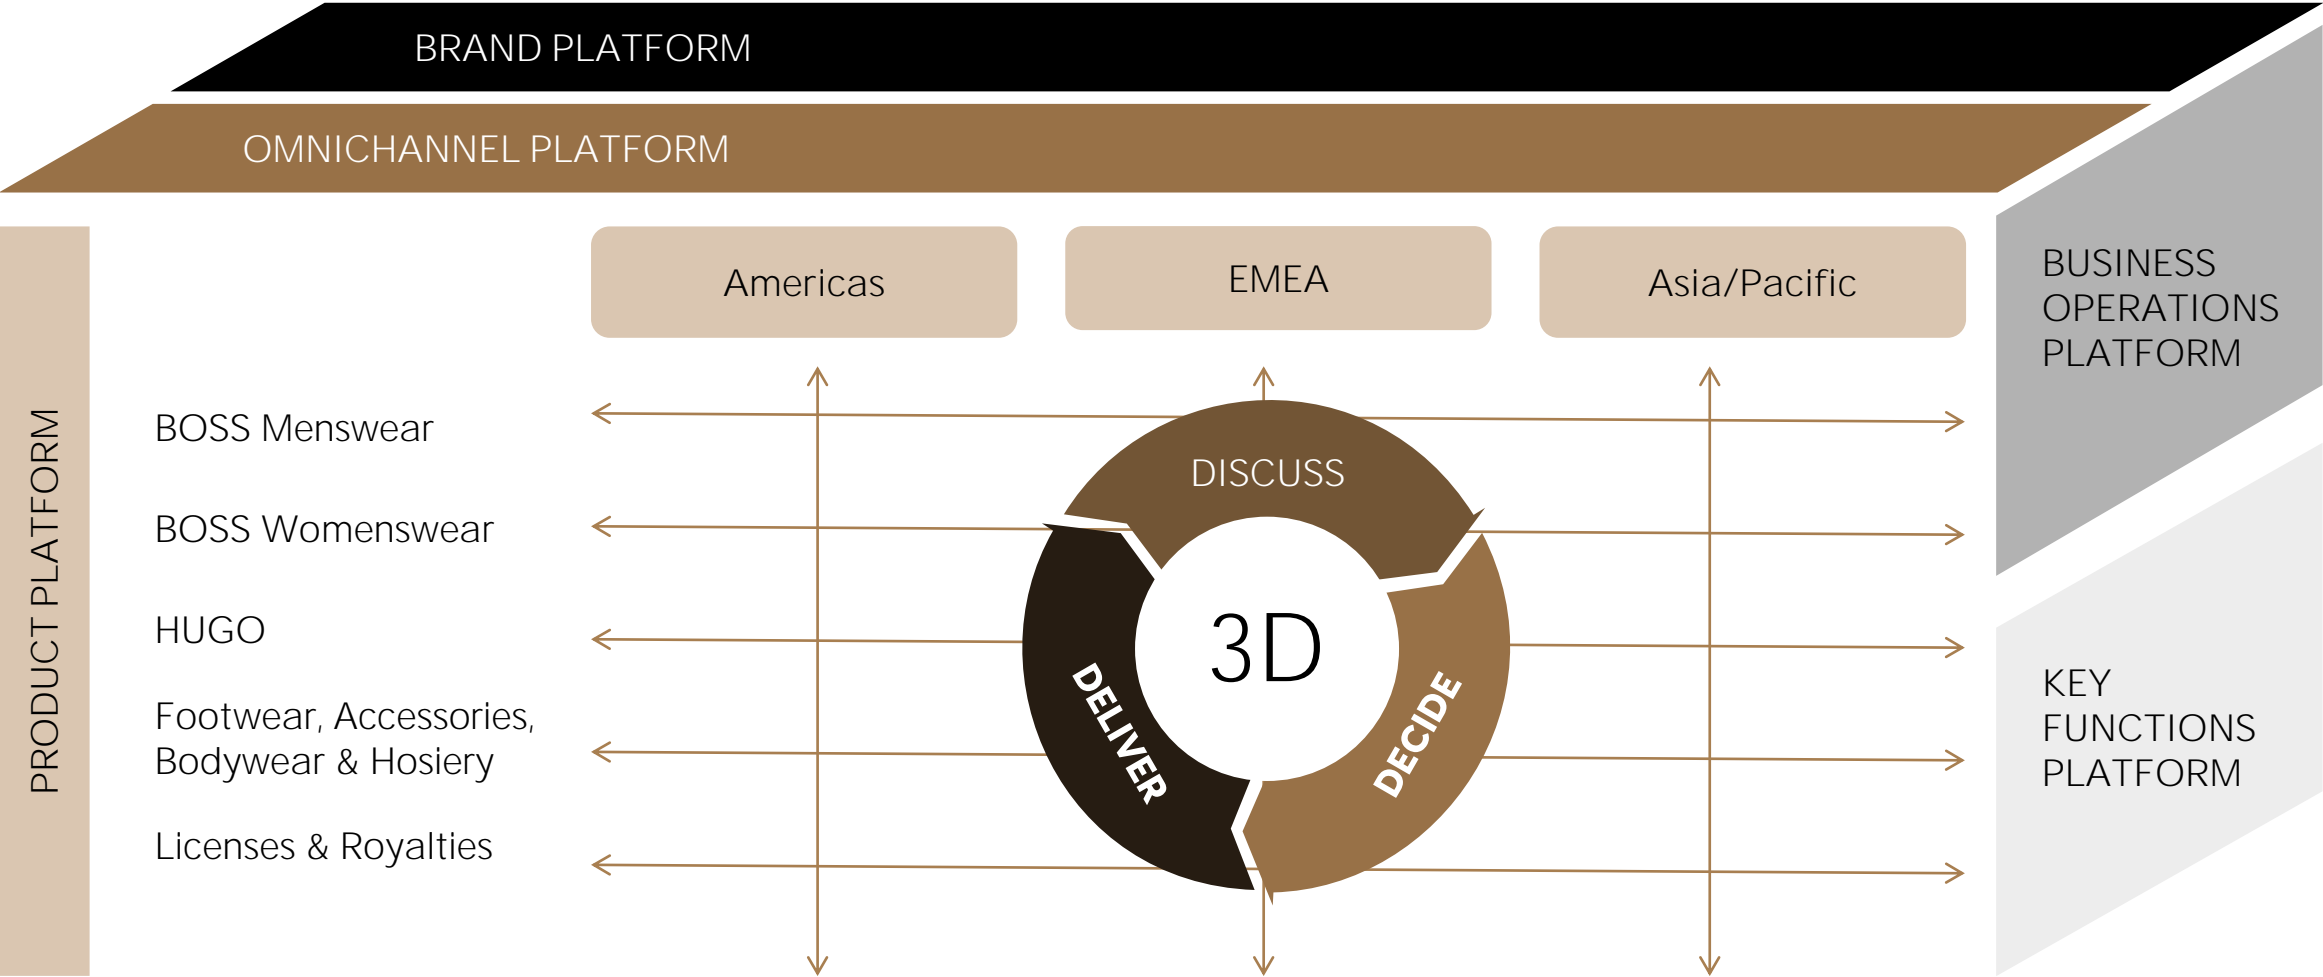 BRAND PLATFORM
OMNICHANNEL PLATFORM
Americas
EMEA
Asia/Pacific
BUSINESS
OPERATIONS
PLATFORM
PRODUCT PLATFORM
BOSS Menswear
BOSS Womenswear
HUGO
Footwear, Accessories,
Bodywear & Hosiery
Licenses & Royalties
DISCUSS
3D
DELIVER
DECIDE
KEY
FUNCTIONS
PLATFORM